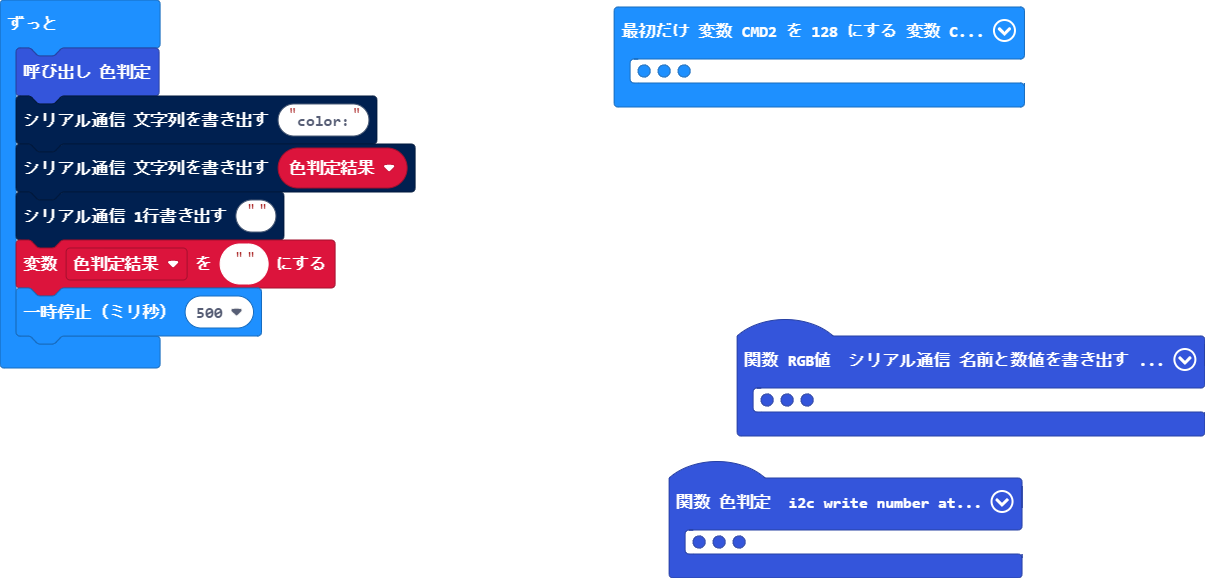 ずっと
呼び出し 色判定
シリアル通信 文字列を書き出す "color:"
シリアル通信 文字列を書き出す 色判定結果
シリアル通信 1行書き出す ""
変数 色判定結果 を "" にする
一時停止（ミリ秒） 500
最初だけ 変数 CMD2 を 128 にする 変数 C...
関数 RGB値 シリアル通信 名前と数値を書き出す ...
関数 色判定 i2c write number at...